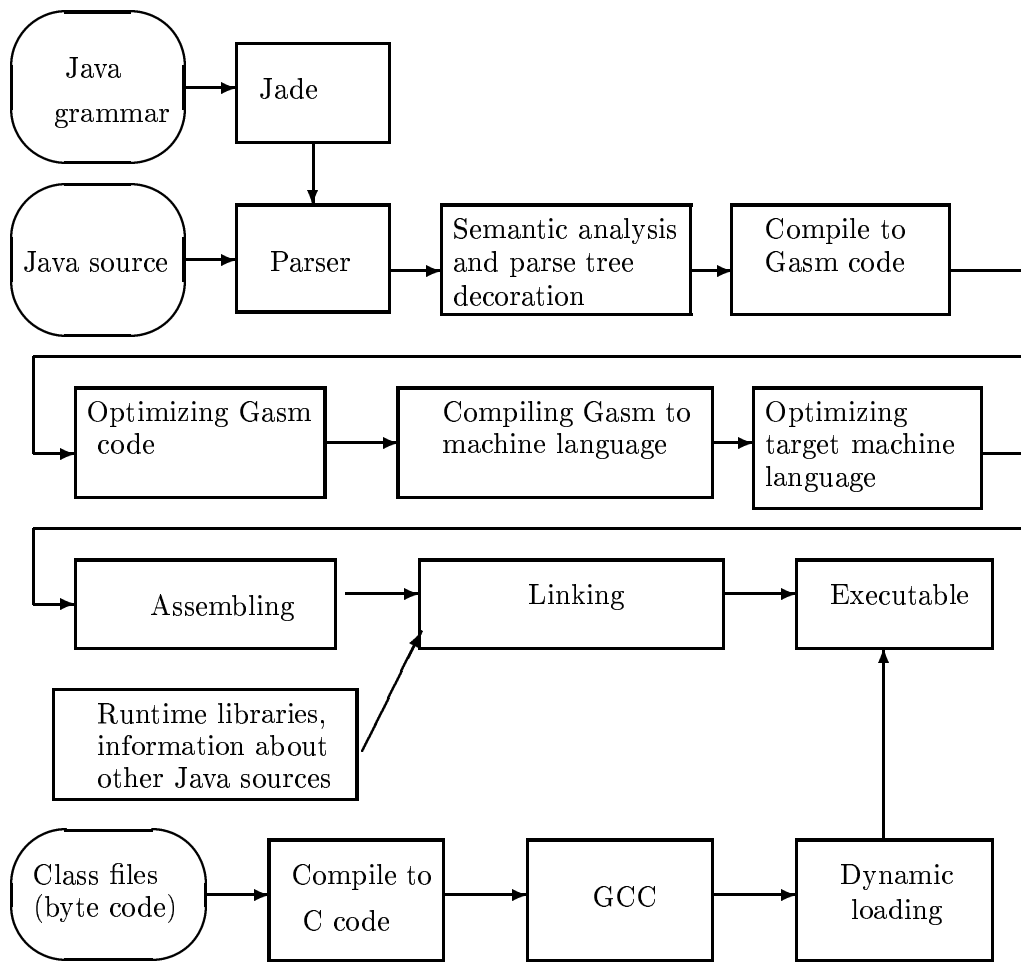 Java
grammar
Jade
Java source
Parser
Semantic analysis
and parse tree
decoration
Compile to
Gasm code
Optimizing Gasm
code
Compiling Gasm to
machine language
Optimizing
target machine
language
Assembling
Linking
Executable
Runtime libraries,
information about
other Java sources
Class files
(byte code)
Compile to
C code
GCC
Dynamic
loading